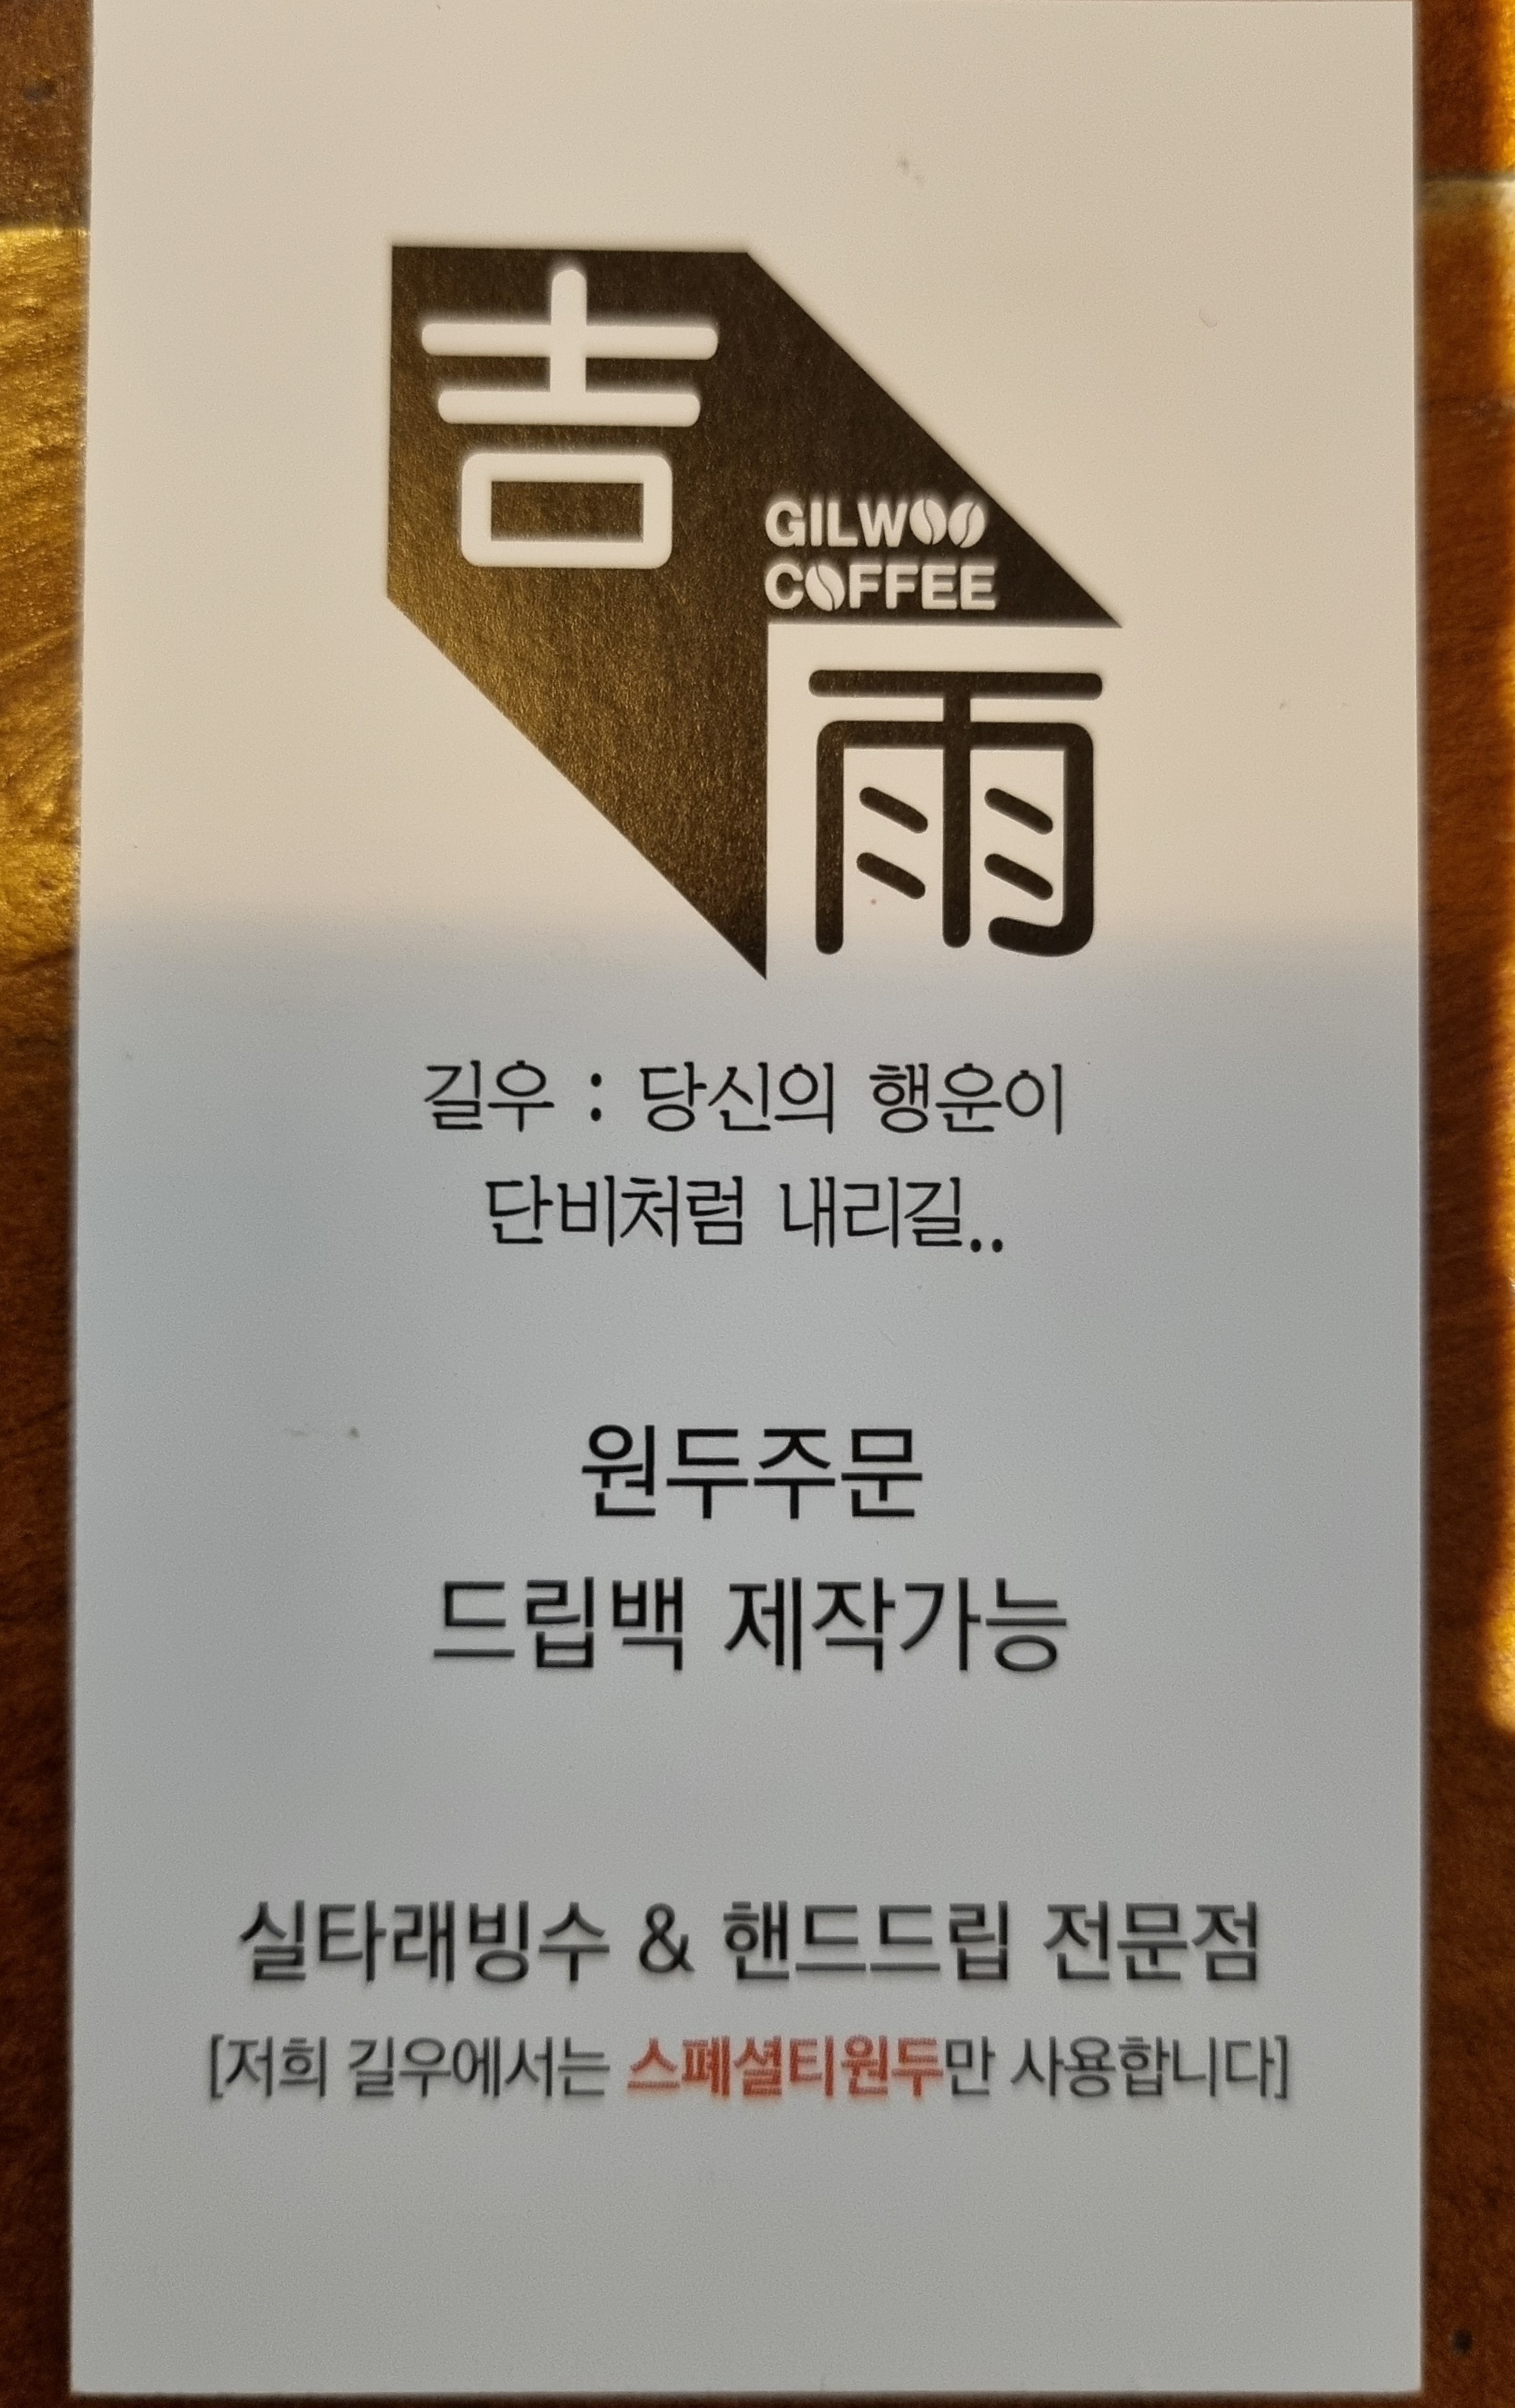 吉
GILWOO
COFFEE
雨
길우 : 당신의 행운이
단비처럼 내리길..
원두주문
드립백 제작가능
실타래빙수 & 핸드드립 전문점
[저희 길우에서는 스페셜티원두만 사용합니다]